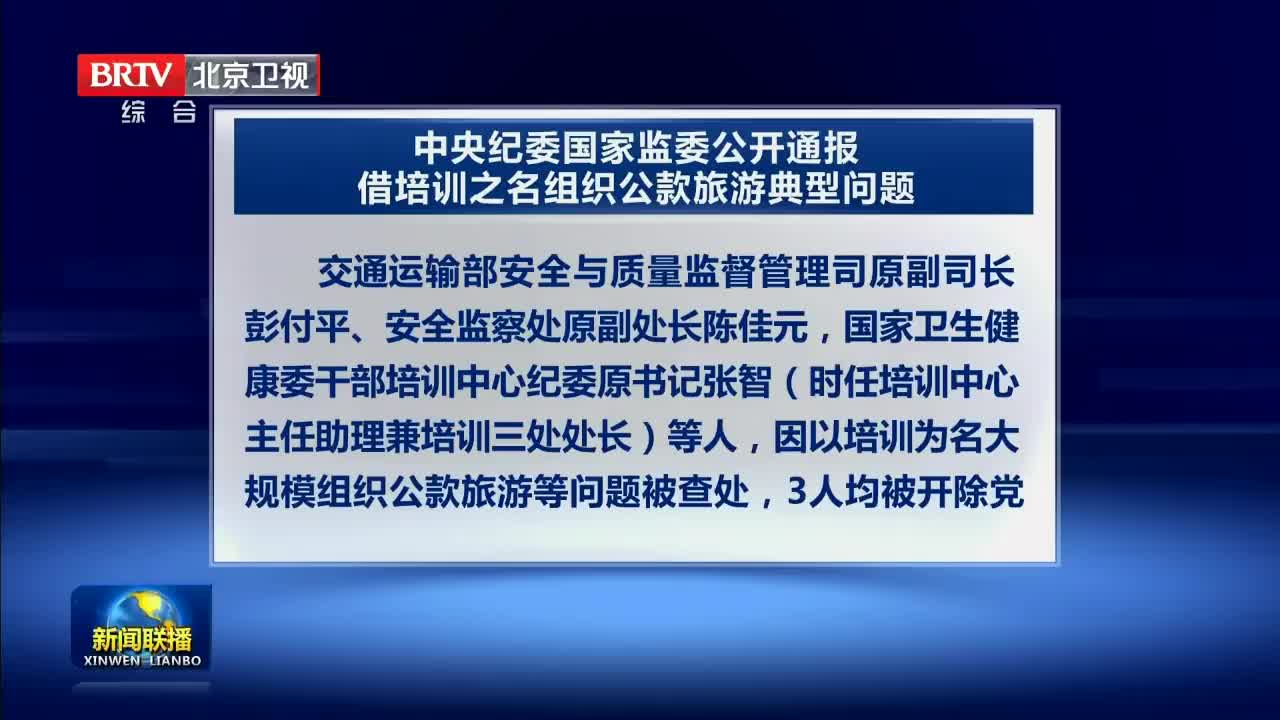 BRTV 北京卫视
综 合
中央纪委国家监委公开通报
借培训之名组织公款旅游典型问题
交通运输部安全与质量监督管理司原副司长
彭付平、安全监察处原副处长陈佳元，国家卫生健
康委干部培训中心纪委原书记张智（时任培训中心
主任助理兼培训三处处长）等人，因以培训为名大
规模组织公款旅游等问题被查处，3人均被开除党
新闻联播
XINWEN LIANBO